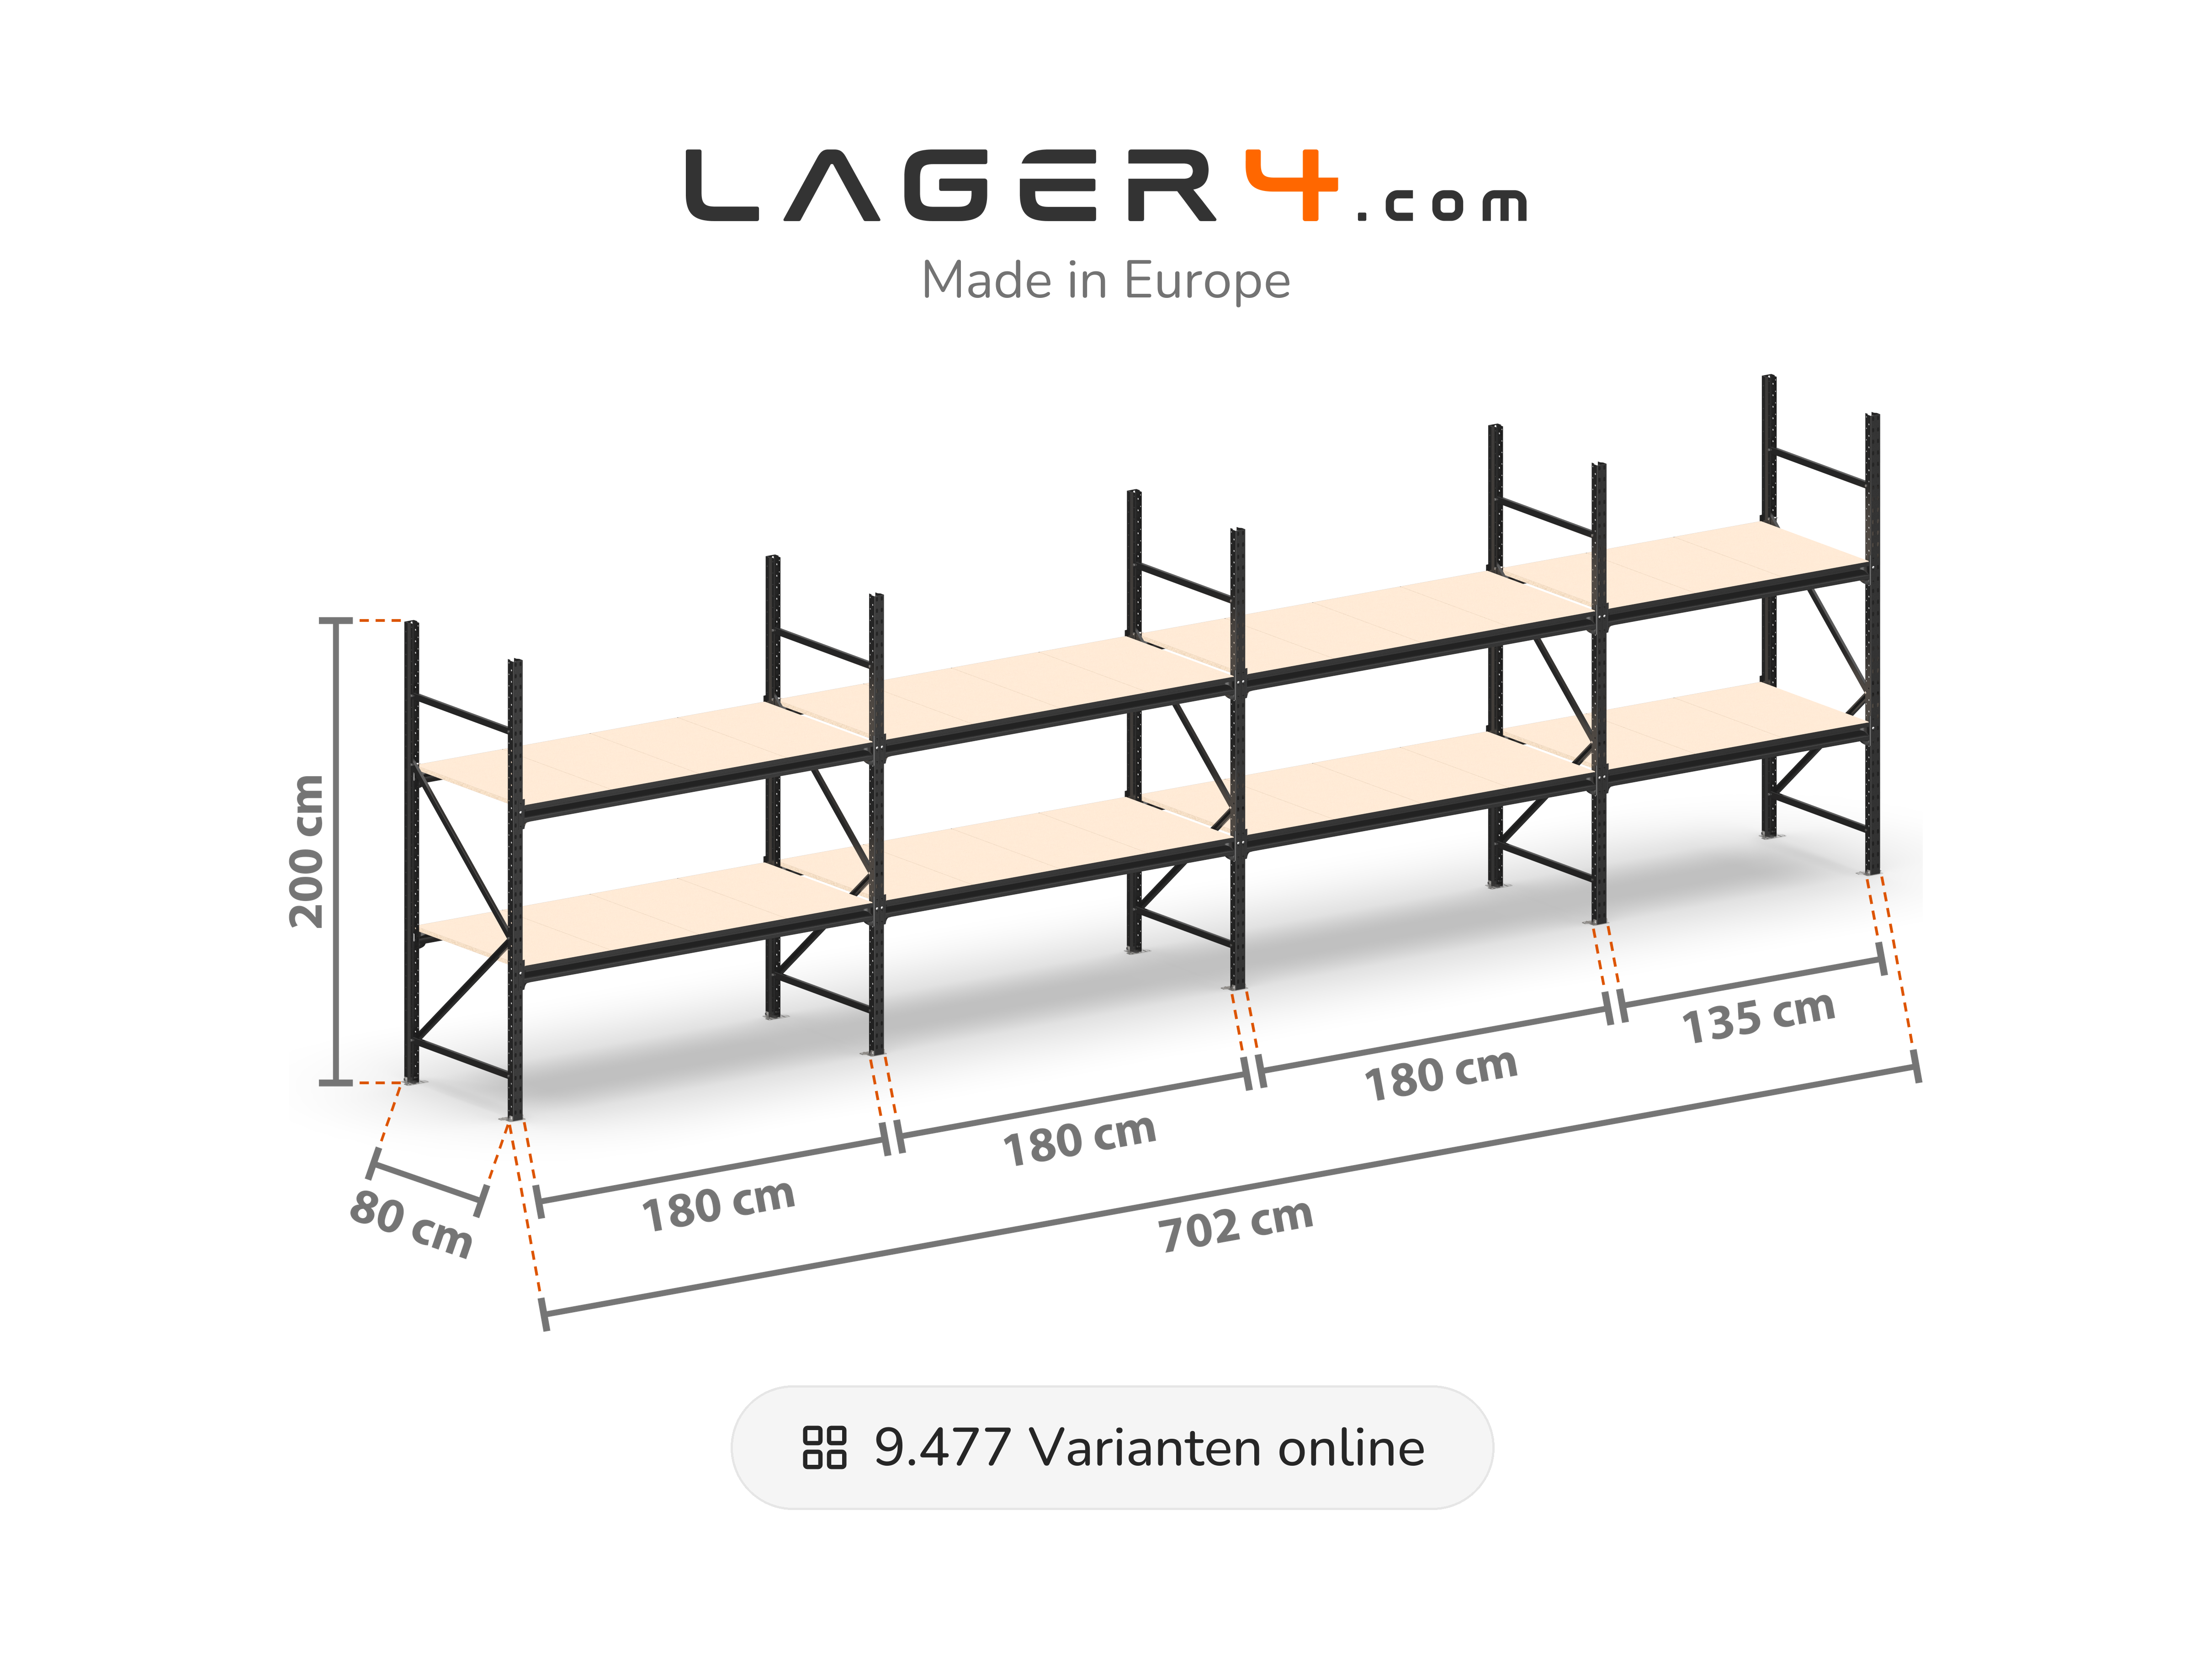 LAGER4.com
Made in Europe
200 cm
80 cm
180 cm
180 cm
180 cm
135 cm
702 cm
9.477 Varianten online